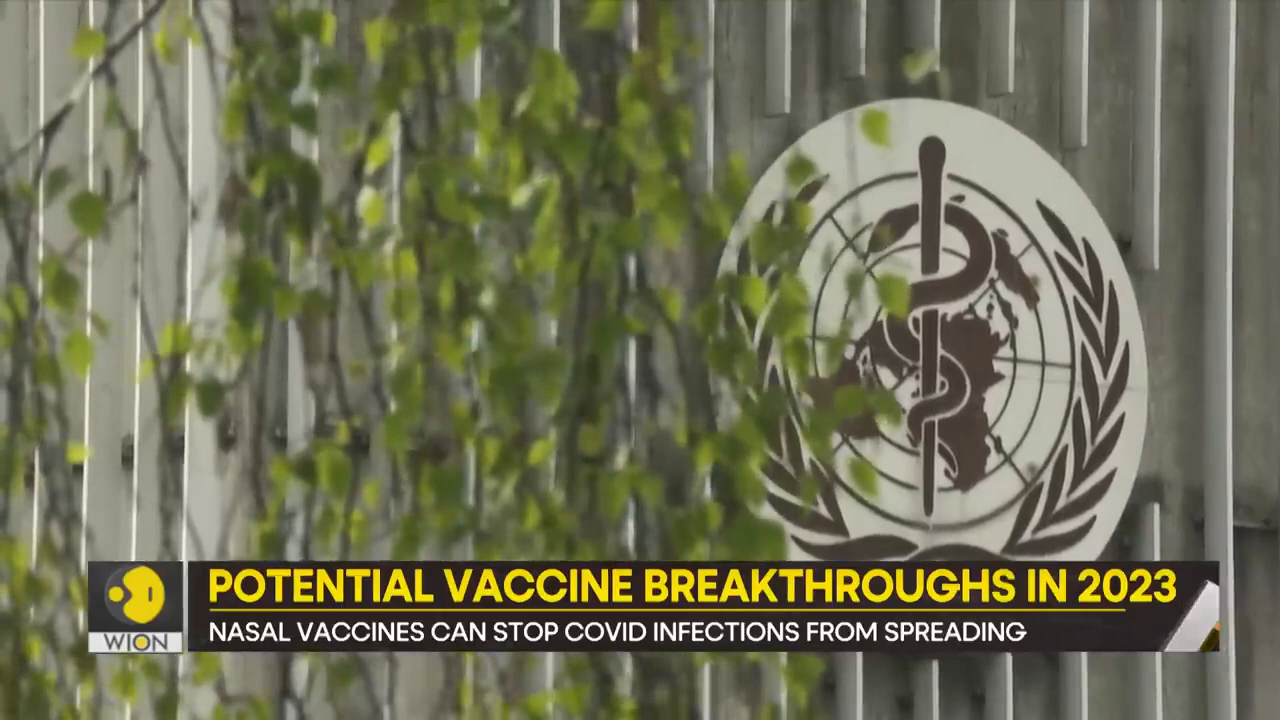 POTENTIAL VACCINE BREAKTHROUGHS IN 2023
WION
NASAL VACCINES CAN STOP COVID INFECTIONS FROM SPREADING